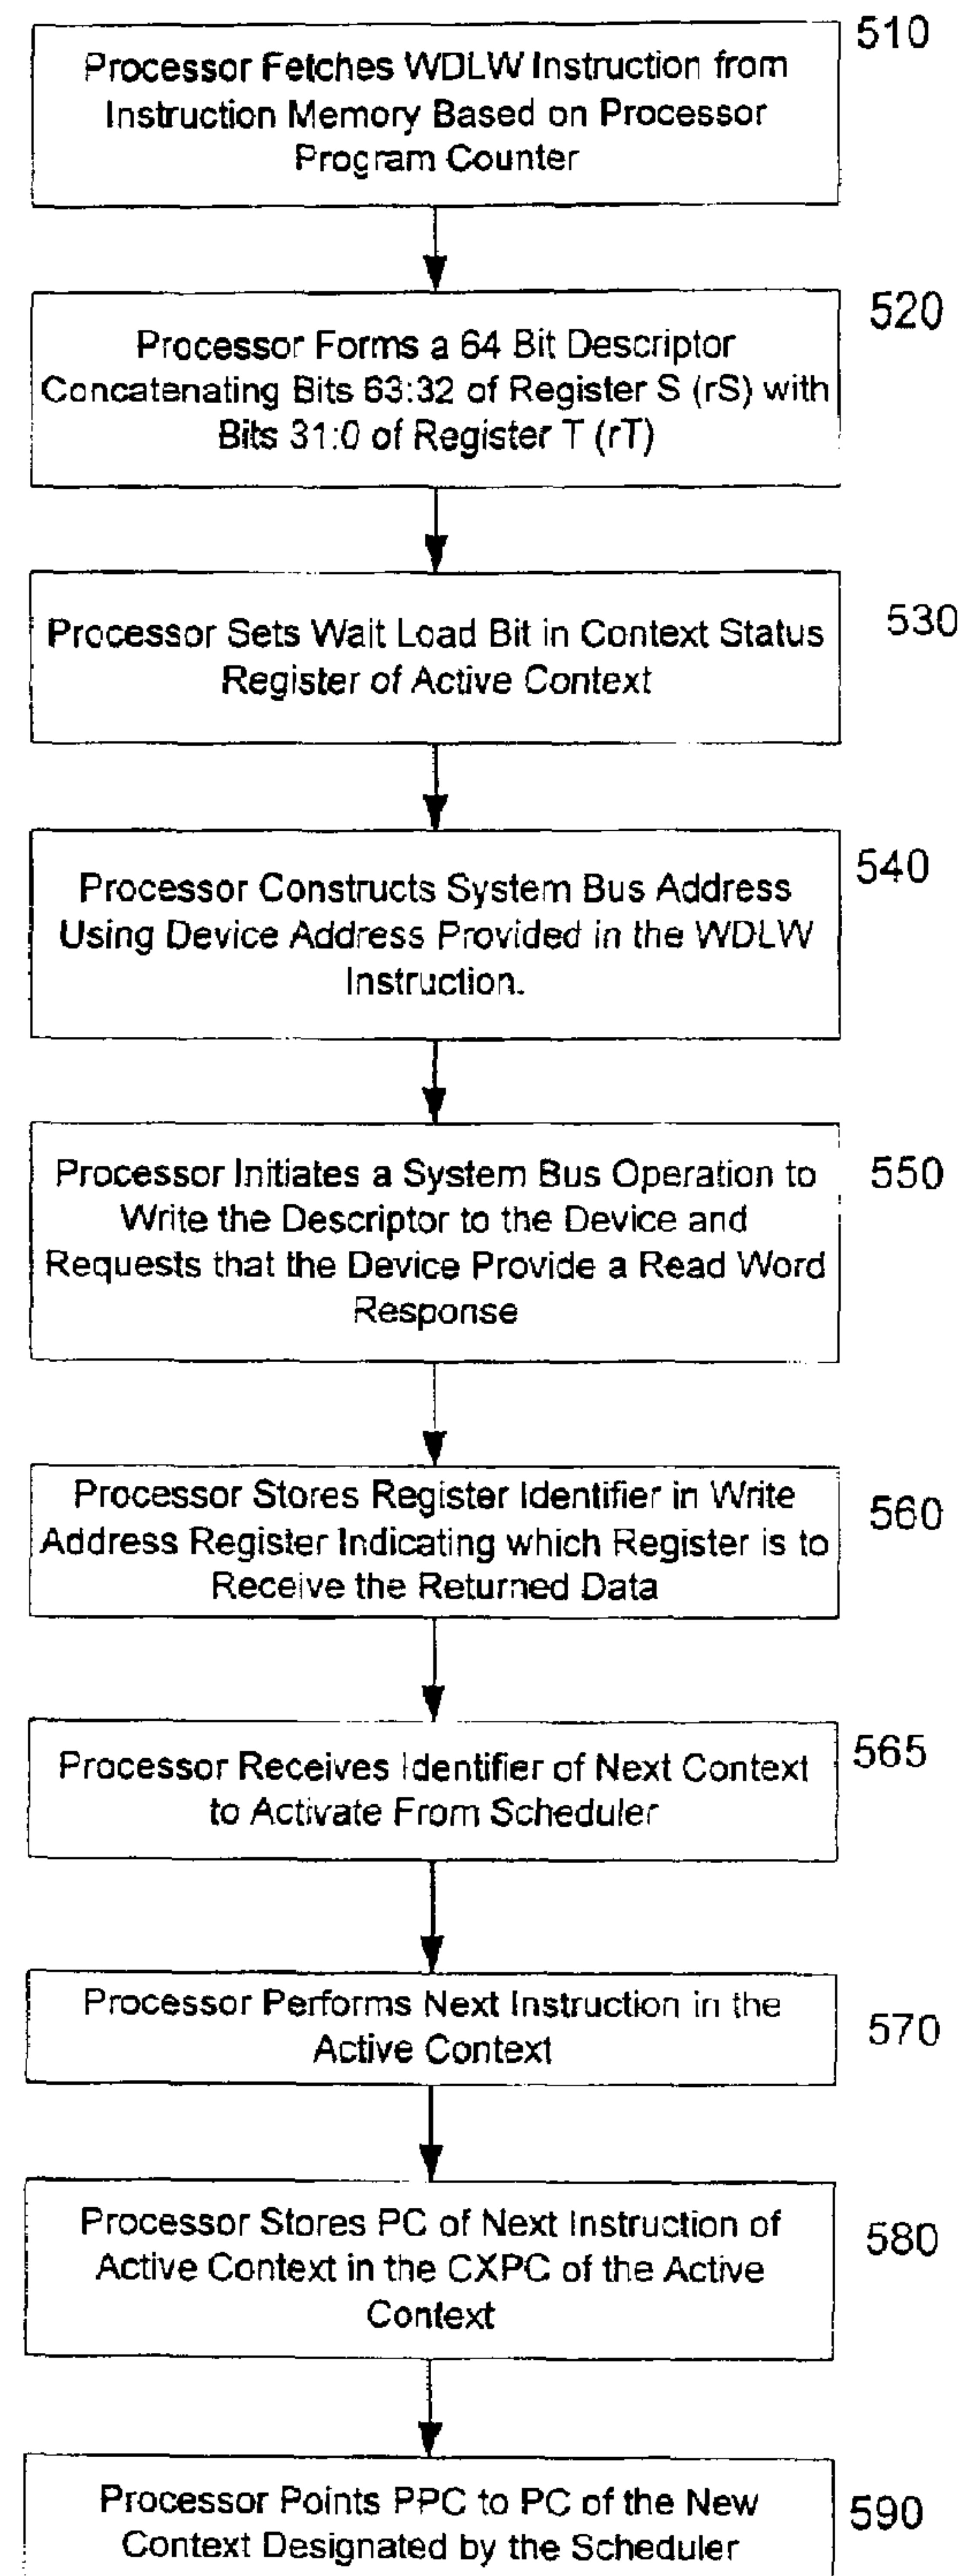 510
Processor Fetches WDLW Instruction from
Instruction Memory Based on Processor
Program Counter
520
Processor Forms a 64 Bit Descriptor
Concatenating Bits 63:32 of Register S (rS) with
Bits 31:0 of Register T (rT)
530
Processor Sets Wait Load Bit in Context Status
Register of Active Context
540
Processor Constructs System Bus Address
Using Device Address Provided in the WDLW
Instruction.
550
Processor Initiates a System Bus Operation to
Write the Descriptor to the Device and
Requests that the Device Provide a Read Word
Response
560
Processor Stores Register Identifier in Write
Address Register Indicating which Register is to
Receive the Returned Data
565
Processor Receives Identifier of Next Context
to Activate From Scheduler
570
Processor Performs Next Instruction in the
Active Context
580
Processor Stores PC of Next Instruction of
Active Context in the CXPC of the Active
Context
590
Processor Points PPC to PC of the New
Context Designated by the Scheduler